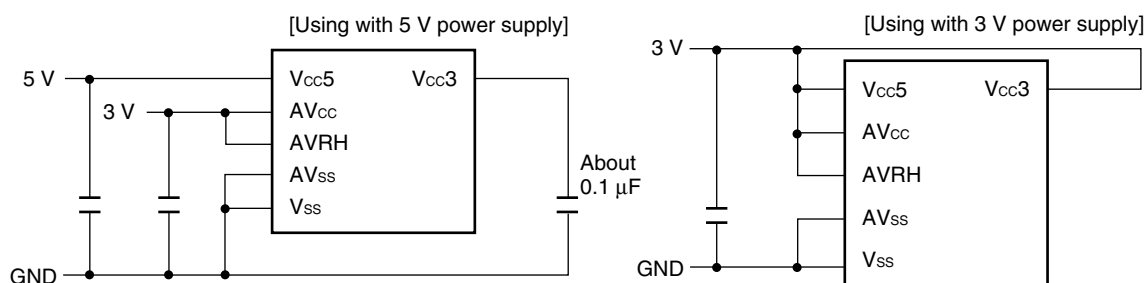 [Using with 5 V power supply]
5 V
3 V
VCC5
VCC3
AVCC
AVRH
AVSS
VSS
About
0.1 μF
GND
[Using with 3 V power supply]
3 V
VCC5
VCC3
AVCC
AVRH
AVSS
VSS
GND